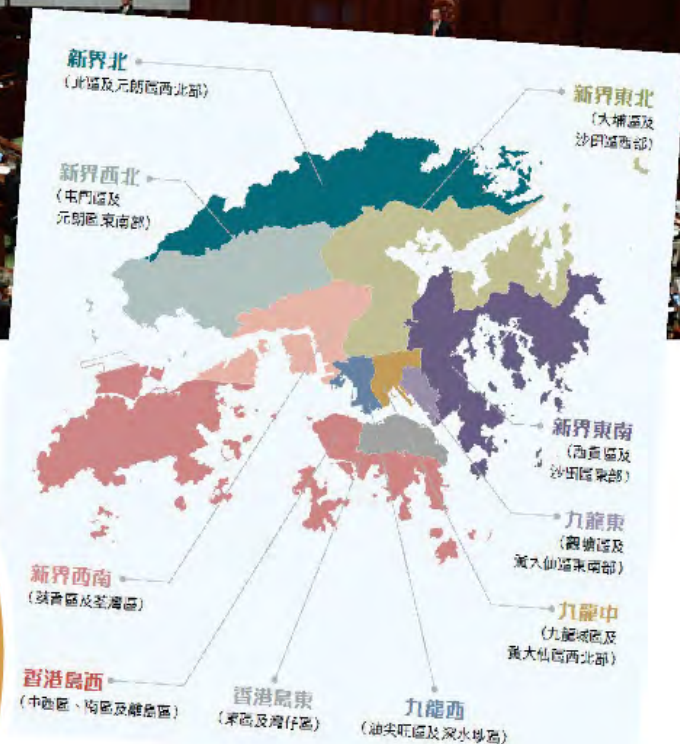 新界北
(北區及元朗區西北部)
新界東北
(大埔區及
沙田區西部)
新界西北
(屯門區及
元朗區東南部)
新界東南
(西貢區及
沙田區東部)
九龍東
(觀塘區及
黃大仙區東南部)
新界西南
(葵青區及荃灣區)
九龍中
(九龍城區及
黃大仙區西北部)
香港島西
(中西區、南區及離島區)
香港島東
(東區及灣仔區)
九龍西
(油尖旺區及深水埗區)